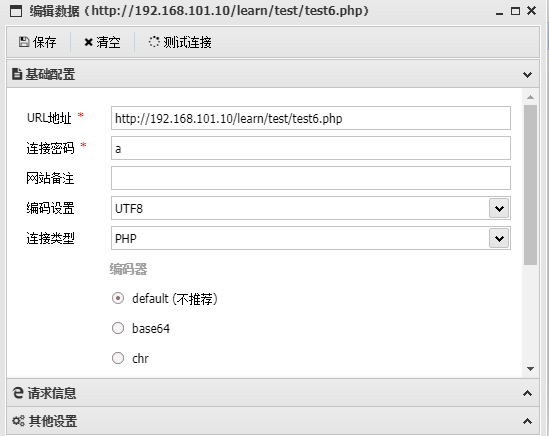 编辑数据 (http://192.168.101.10/learn/test/test6.php)
保存 清空 测试连接
基础配置
URL地址 * http://192.168.101.10/learn/test/test6.php
连接密码 * a
网站备注
编码设置 UTF8
连接类型 PHP
编码器
default (不推荐)
base64
chr
请求信息
其他设置